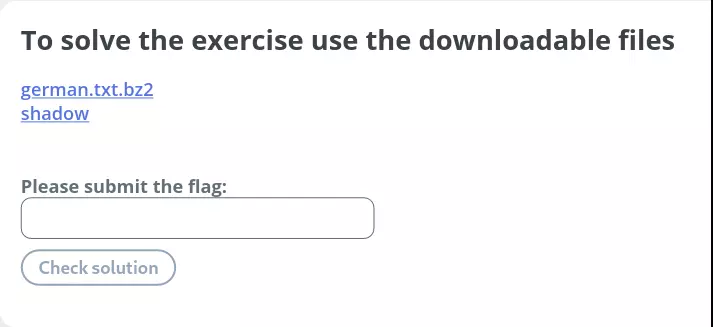 To solve the exercise use the downloadable files
german.txt.bz2
shadow
Please submit the flag:
Check solution